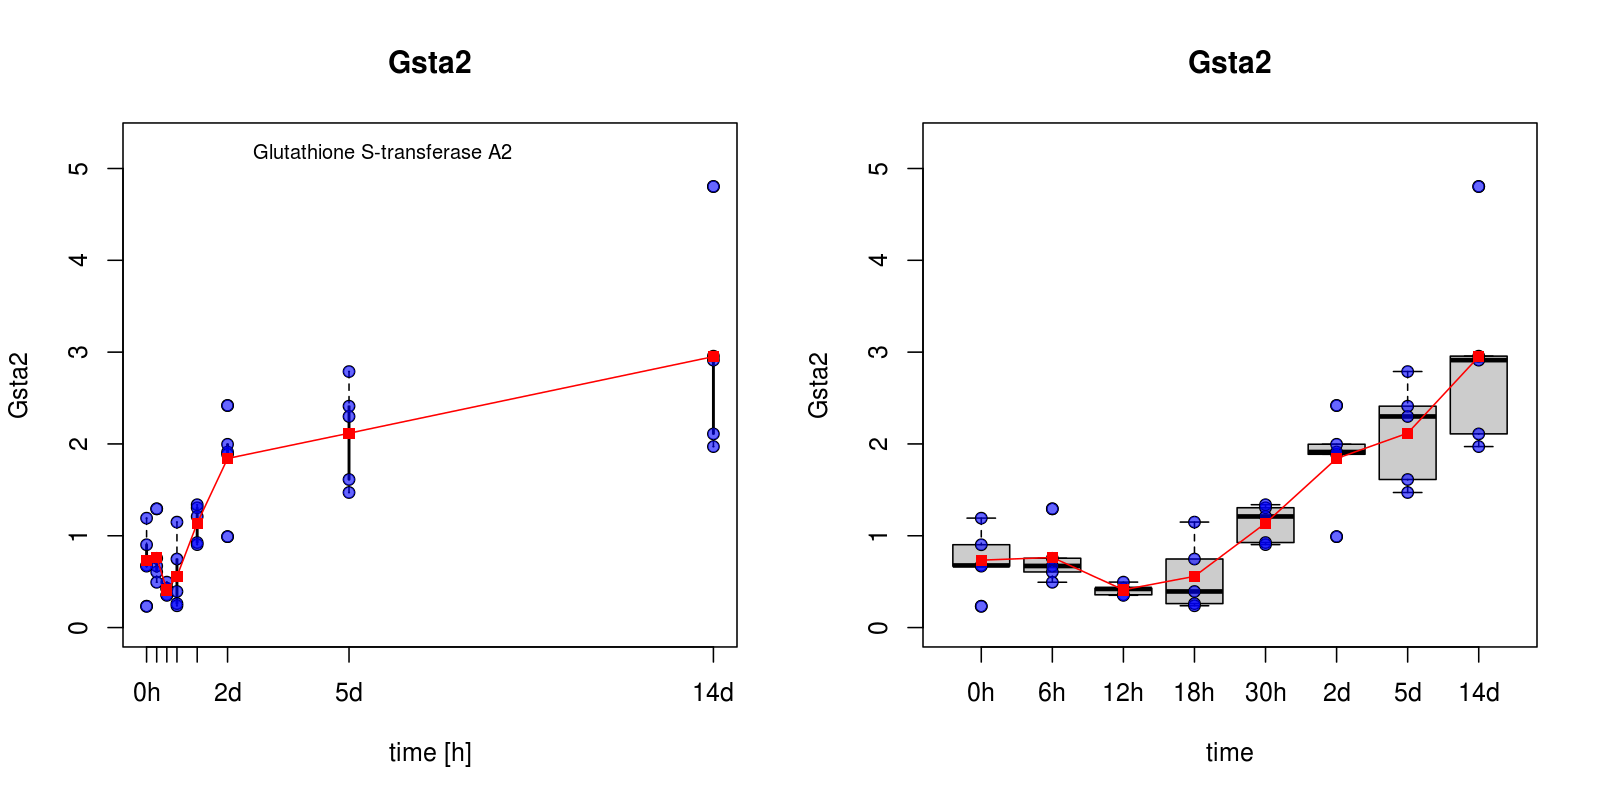 Gsta2
Glutathione S-transferase A2
Gsta2
0
1
2
3
4
5
0h
2d
5d
14d
time [h]
Gsta2
Gsta2
0
1
2
3
4
5
0h
6h
12h
18h
30h
2d
5d
14d
time